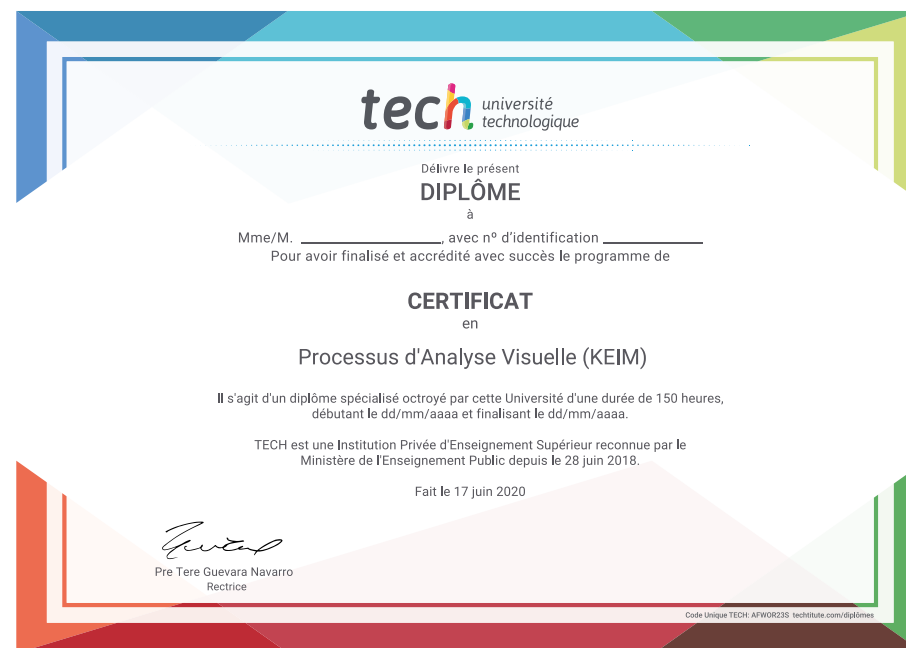 tech université
technologique
Délivre le présent
DIPLÔME
à
Mme/M. ____________________, avec nº d'identification ______________
Pour avoir finalisé et accrédité avec succès le programme de
CERTIFICAT
en
Processus d'Analyse Visuelle (KEIM)
Il s'agit d'un diplôme spécialisé octroyé par cette Université d'une durée de 150 heures,
débutant le dd/mm/aaaa et finalisant le dd/mm/aaaa.
TECH est une Institution Privée d'Enseignement Supérieur reconnue par le
Ministère de l'Enseignement Public depuis le 28 juin 2018.
Fait le 17 juin 2020
Pre Tere Guevara Navarro
Rectrice
Code Unique TECH: AFWOR23S techtitute.com/diplômes